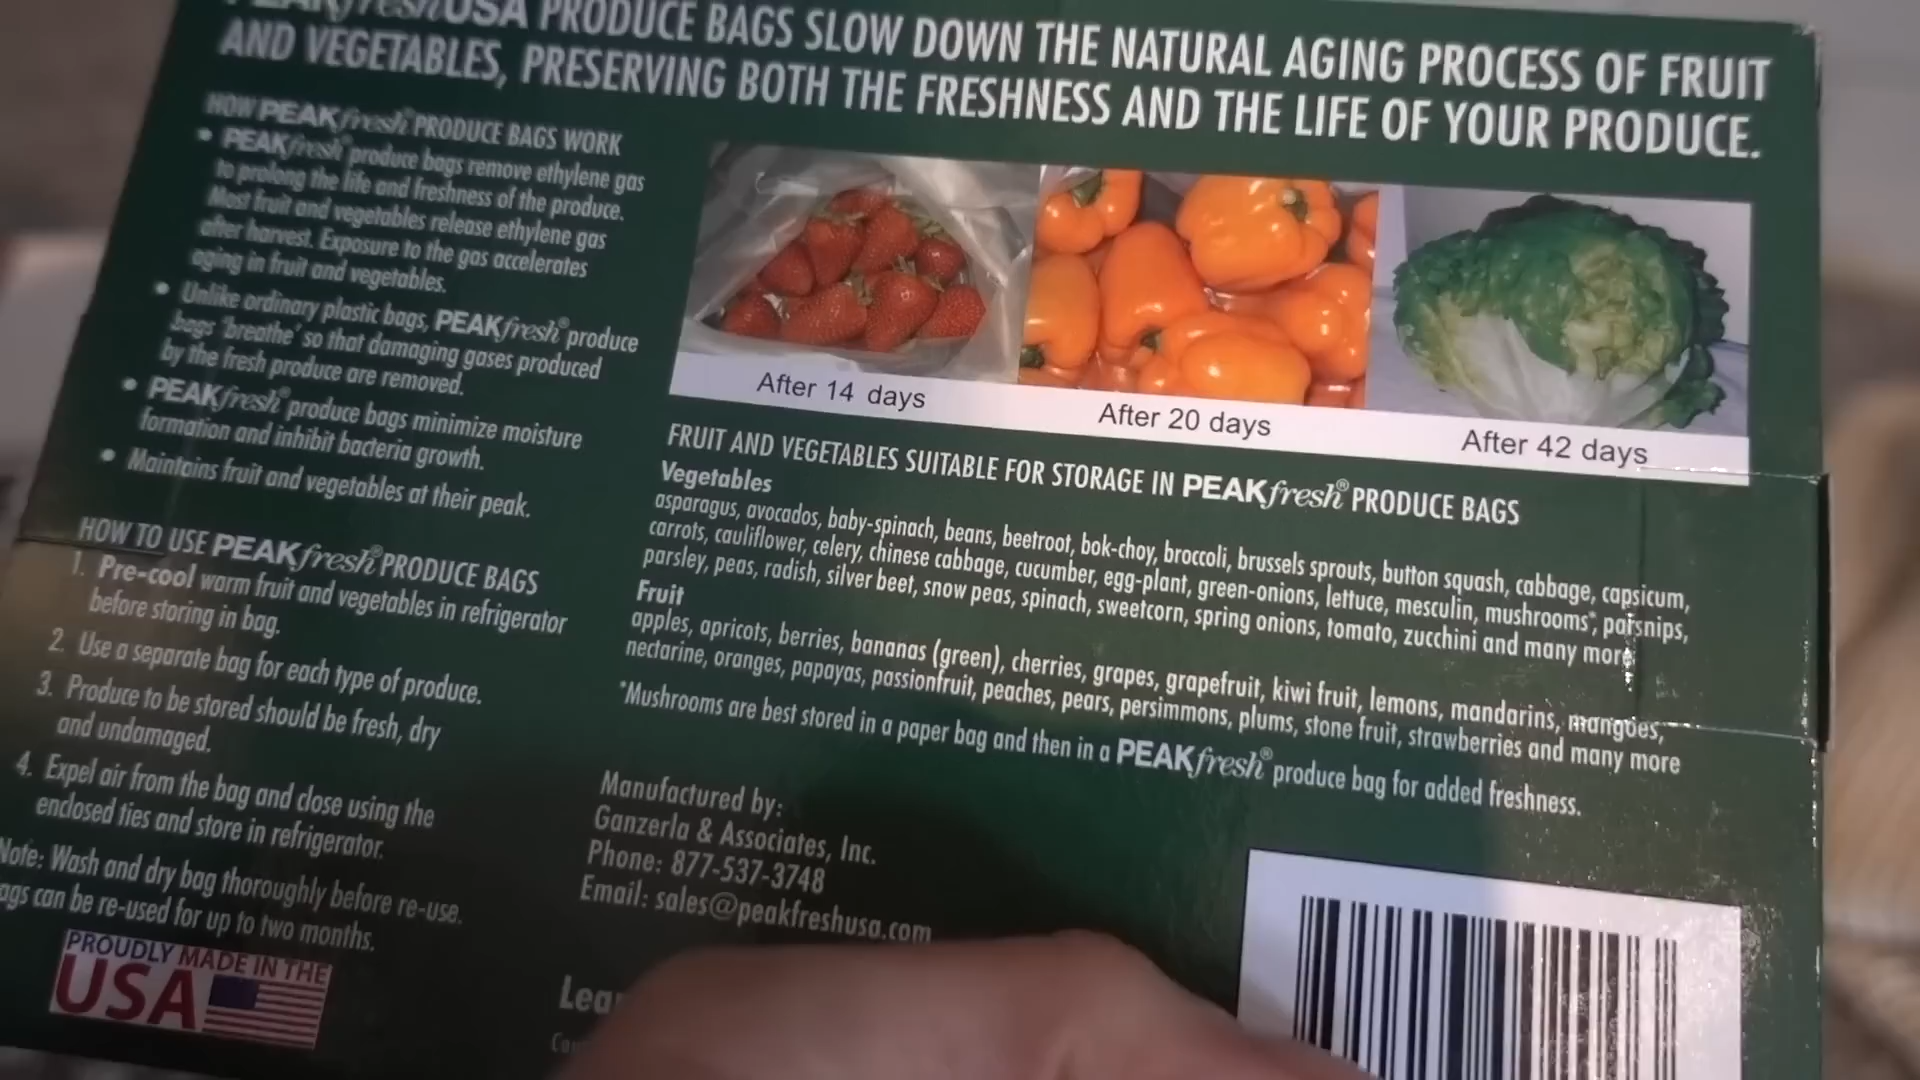 PEAKfreshUSA PRODUCE BAGS SLOW DOWN THE NATURAL AGING PROCESS OF FRUIT
AND VEGETABLES, PRESERVING BOTH THE FRESHNESS AND THE LIFE OF YOUR PRODUCE.
HOW PEAKfresh® PRODUCE BAGS WORK
• PEAKfresh® produce bags remove ethylene gas
to prolong the life and freshness of the produce.
Most fruit and vegetables release ethylene gas
after harvest. Exposure to the gas accelerates
aging in fruit and vegetables.
• Unlike ordinary plastic bags, PEAKfresh® produce
bags 'breathe' so that damaging gases produced
by the fresh produce are removed.
• PEAKfresh® produce bags minimize moisture
formation and inhibit bacteria growth.
• Maintains fruit and vegetables at their peak.
HOW TO USE PEAKfresh® PRODUCE BAGS
1. Pre-cool warm fruit and vegetables in refrigerator
before storing in bag.
2. Use a separate bag for each type of produce.
3. Produce to be stored should be fresh, dry
and undamaged.
4. Expel air from the bag and close using the
enclosed ties and store in refrigerator.
Note: Wash and dry bag thoroughly before re-use.
ags can be re-used for up to two months.
PROUDLY MADE IN THE
USA
After 14 days
After 20 days
After 42 days
FRUIT AND VEGETABLES SUITABLE FOR STORAGE IN PEAKfresh® PRODUCE BAGS
Vegetables
asparagus, avocados, baby-spinach, beans, beetroot, bok-choy, broccoli, brussels sprouts, button squash, cabbage, capsicum,
carrots, cauliflower, celery, chinese cabbage, cucumber, egg-plant, green-onions, lettuce, mesculin, mushrooms*, parsnips,
parsley, peas, radish, silver beet, snow peas, spinach, sweetcorn, spring onions, tomato, zucchini and many more
Fruit
apples, apricots, berries, bananas (green), cherries, grapes, grapefruit, kiwi fruit, lemons, mandarins, mangoes,
nectarine, oranges, papayas, passionfruit, peaches, pears, persimmons, plums, stone fruit, strawberries and many more
*Mushrooms are best stored in a paper bag and then in a PEAKfresh® produce bag for added freshness.
Manufactured by:
Ganzerla & Associates, Inc.
Phone: 877-537-3748
Email: sales@peakfreshusa.com